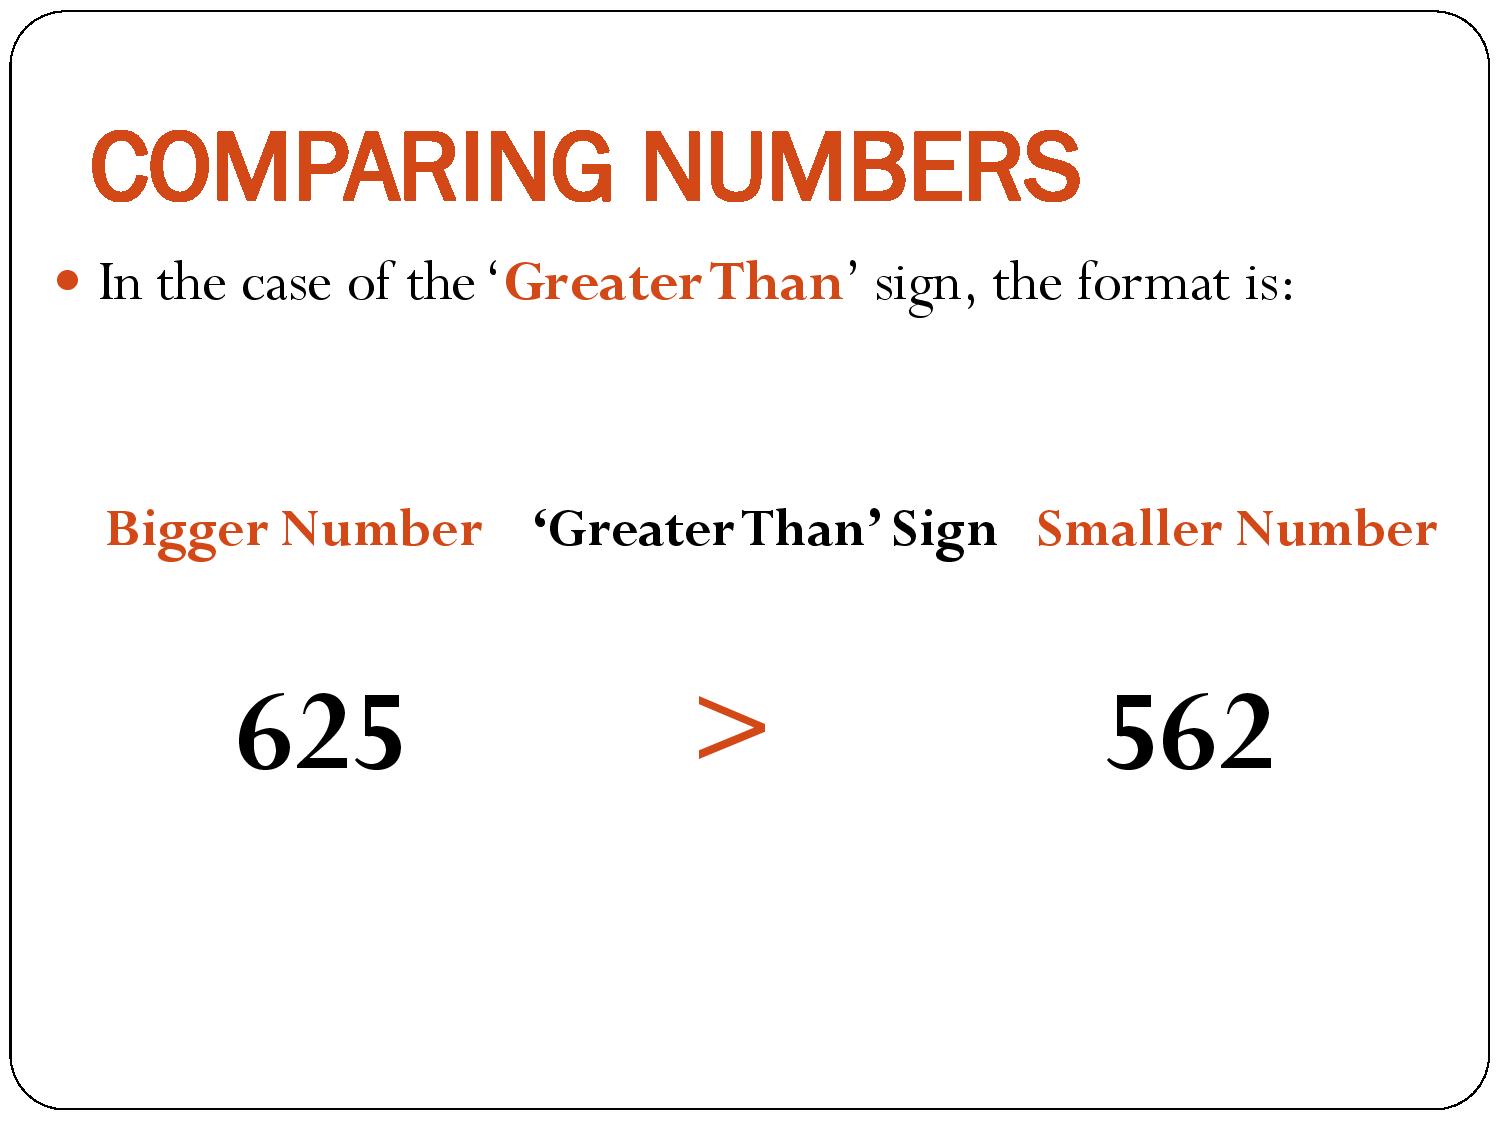 COMPARING NUMBERS
• In the case of the ‘Greater Than’ sign, the format is:
Bigger Number ‘Greater Than’ Sign Smaller Number
625 > 562